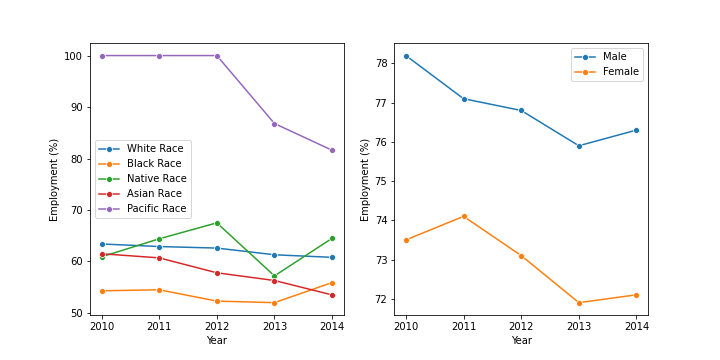 100
90
80
70
60
50
Employment (%)
White Race
Black Race
Native Race
Asian Race
Pacific Race
2010 2011 2012 2013 2014
Year
78
77
76
75
74
73
72
Employment (%)
Male
Female
2010 2011 2012 2013 2014
Year